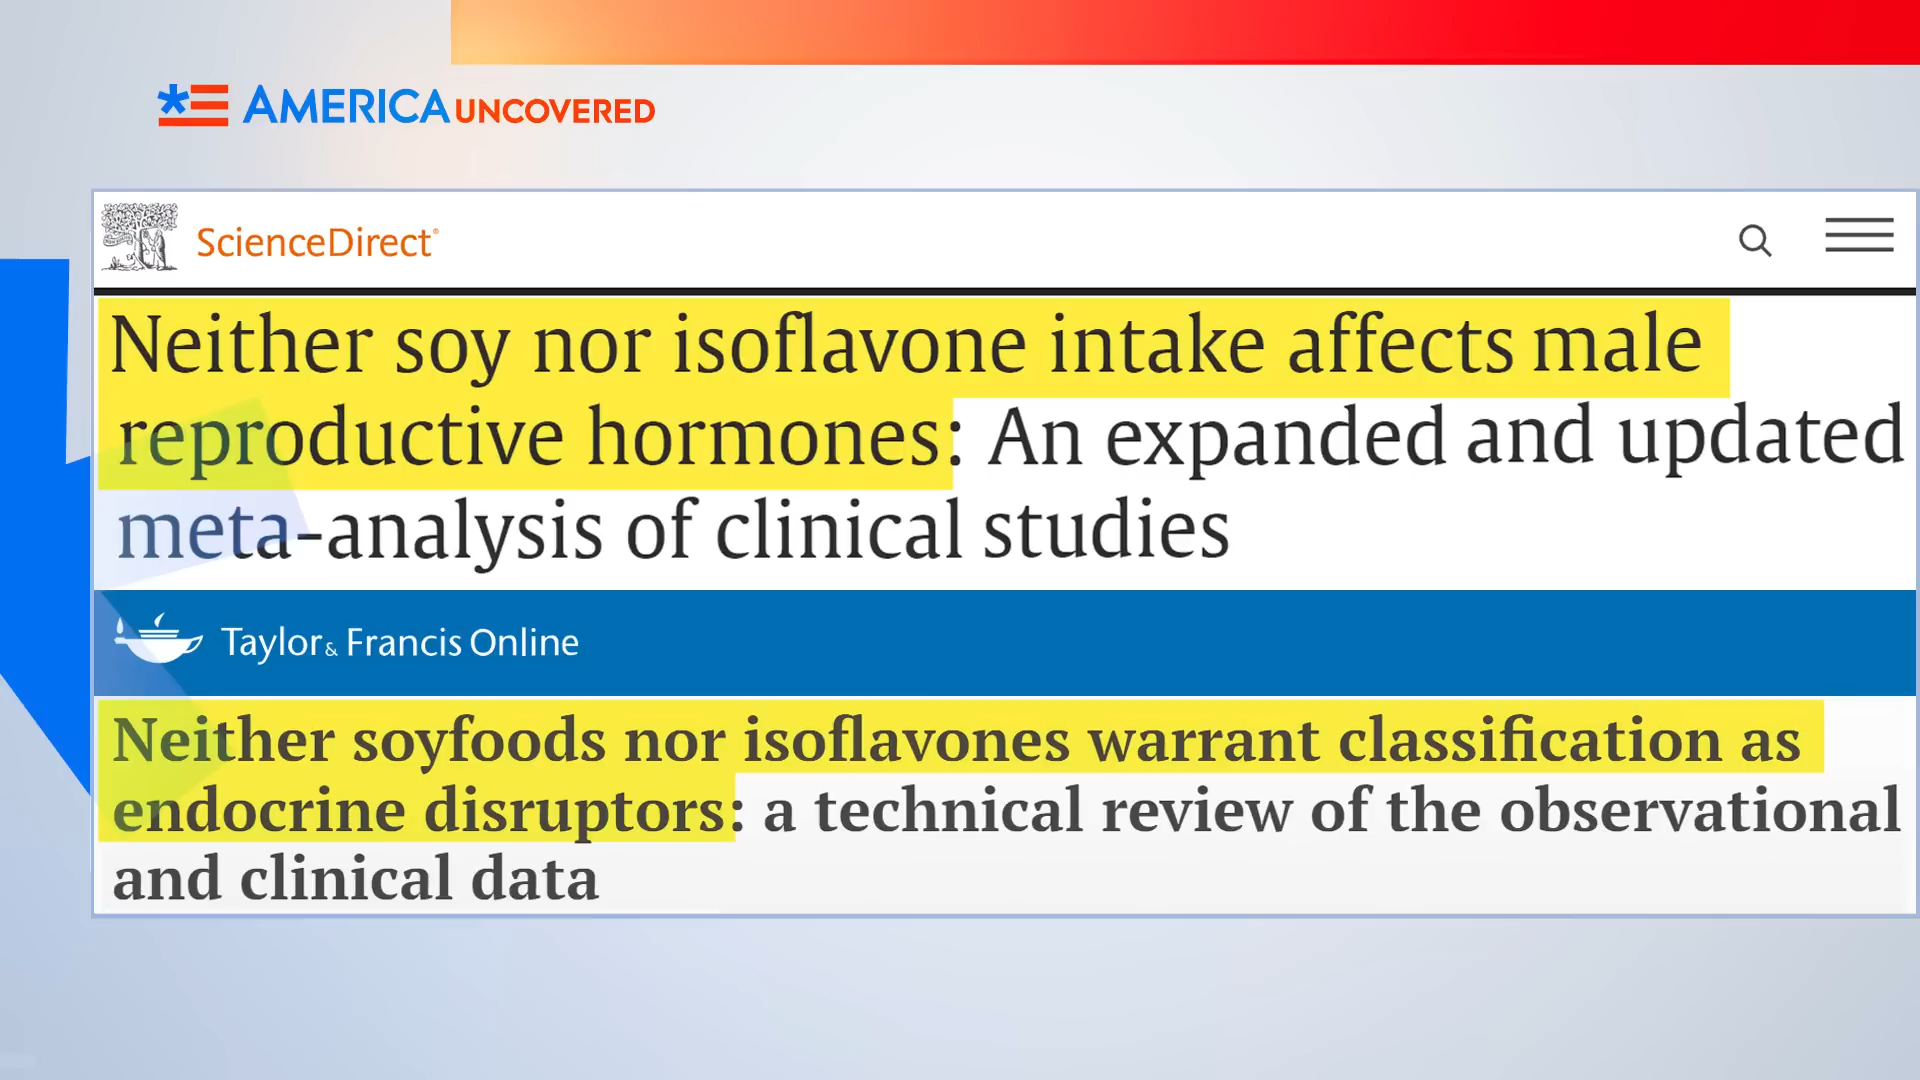 AMERICA UNCOVERED
ScienceDirect®
Neither soy nor isoflavone intake affects male
reproductive hormones: An expanded and updated
meta-analysis of clinical studies
Taylor & Francis Online
Neither soyfoods nor isoflavones warrant classification as
endocrine disruptors: a technical review of the observational
and clinical data